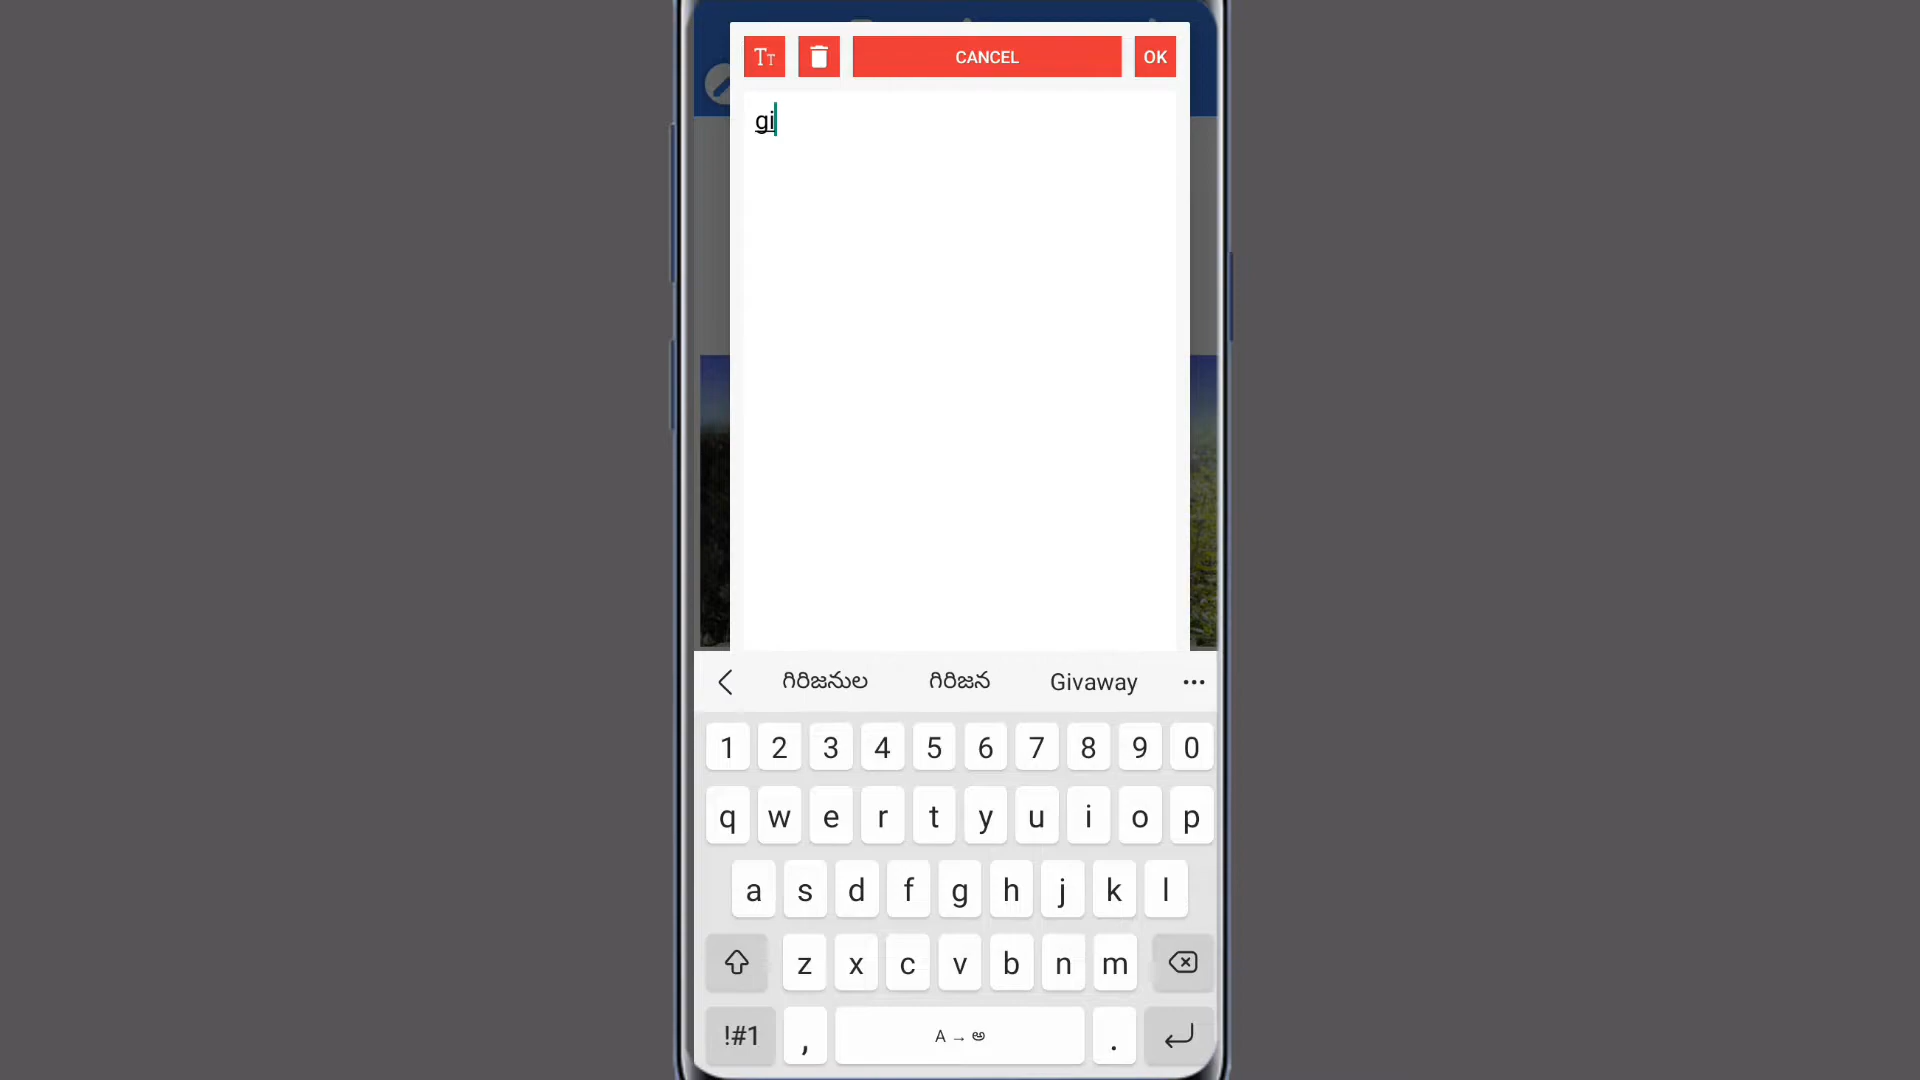 Tт CANCEL OK
gi
గిరిజనుల గిరిజన Givaway
1 2 3 4 5 6 7 8 9 0
q w e r t y u i o p
a s d f g h j k l
z x c v b n m
!#1 , A → అ .